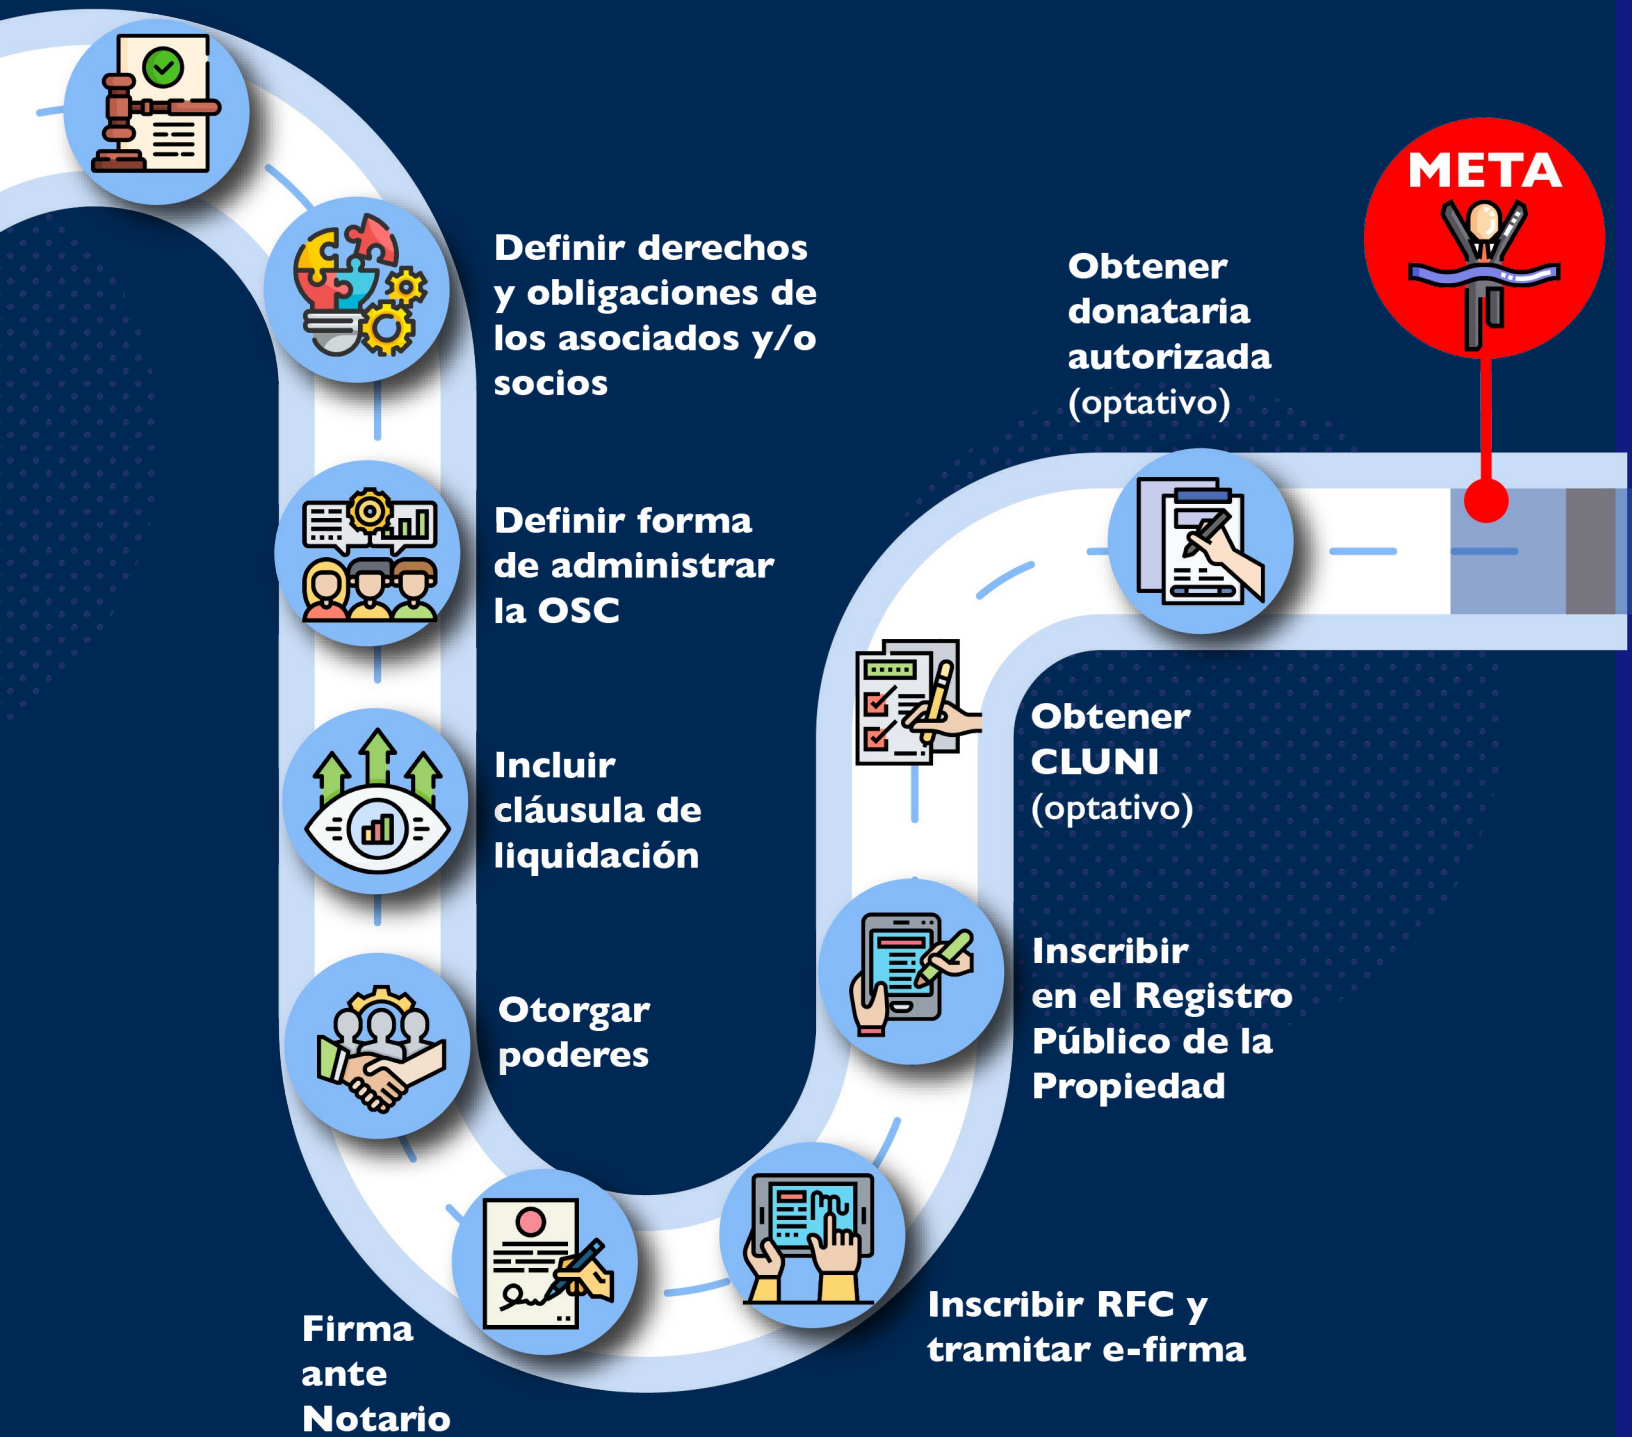 Definir derechos
y obligaciones de
los asociados y/o
socios
Definir forma
de administrar
la OSC
Incluir
cláusula de
liquidación
Otorgar
poderes
Firma
ante
Notario
Inscribir RFC y
tramitar e-firma
Inscribir
en el Registro
Público de la
Propiedad
Obtener
CLUNI
(optativo)
Obtener
donataria
autorizada
(optativo)
META